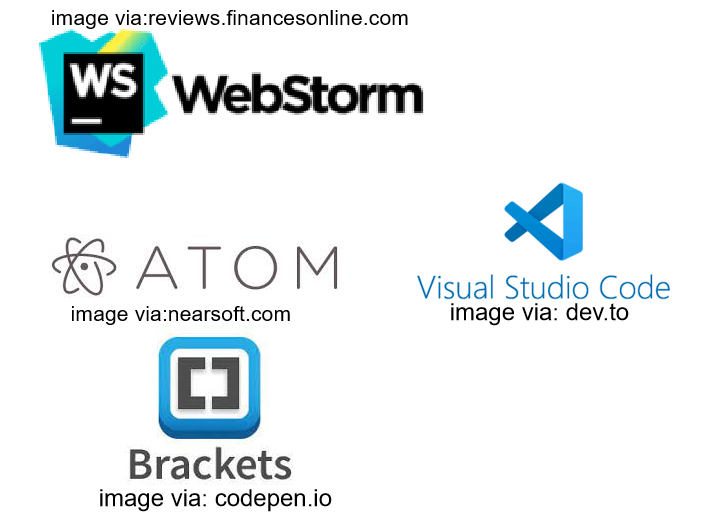 image via:reviews.financesonline.com
WS
WebStorm
ATOM
image via:nearsoft.com
Visual Studio Code
image via: dev.to
Brackets
image via: codepen.io